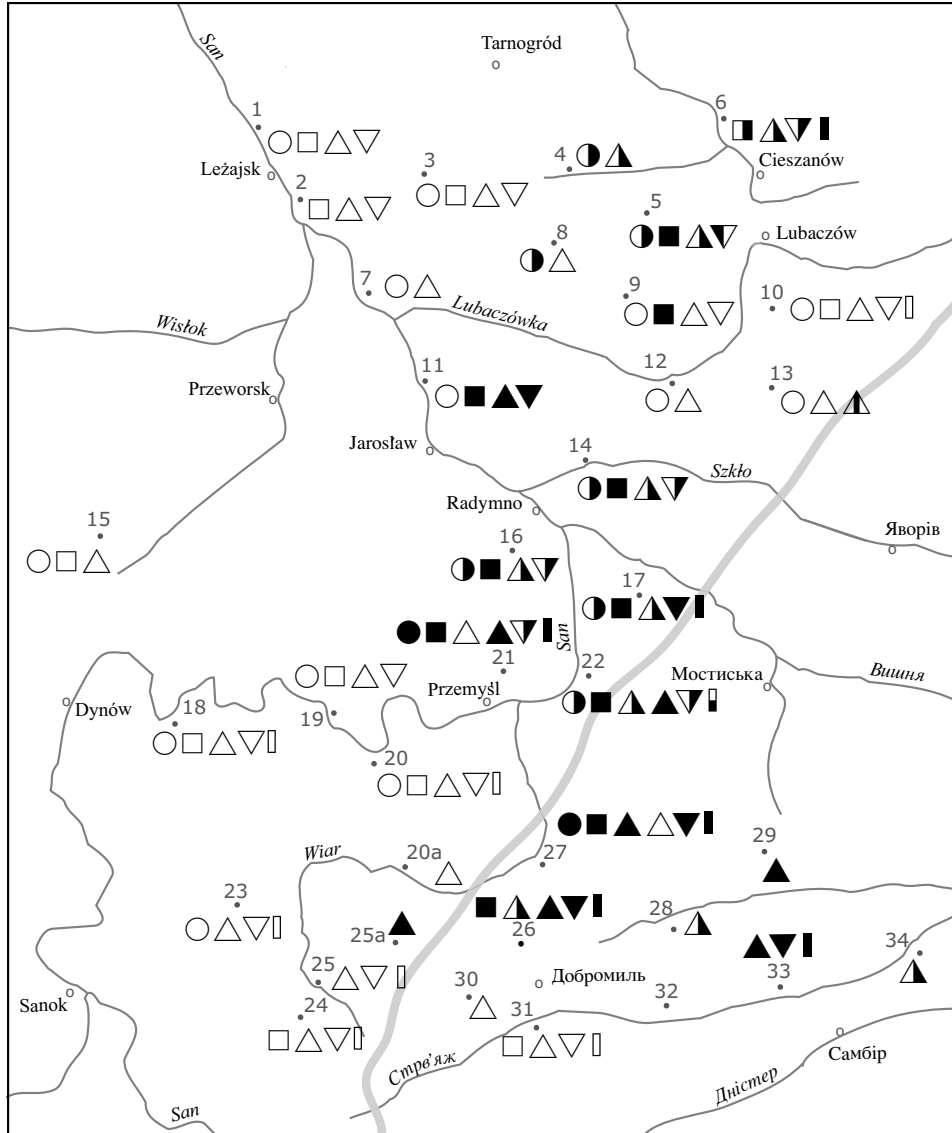 San
Tarnogród
1
6
Leżajsk
2
3
4
Cieszanów
5
8
Lubaczów
7
9
10
Wisłok
Lubaczówka
11
12
13
Przeworsk
Jarosław
14
Szkło
Radymno
15
16
Яворів
17
San
21
22
Dynów
18
19
Przemyśl
Мостиська
Вишня
20
Wiar
20a
27
29
23
25a
26
28
34
25
Добромиль
33
Sanok
24
30
31
32
Стрв’яж
Самбір
San
Дністер